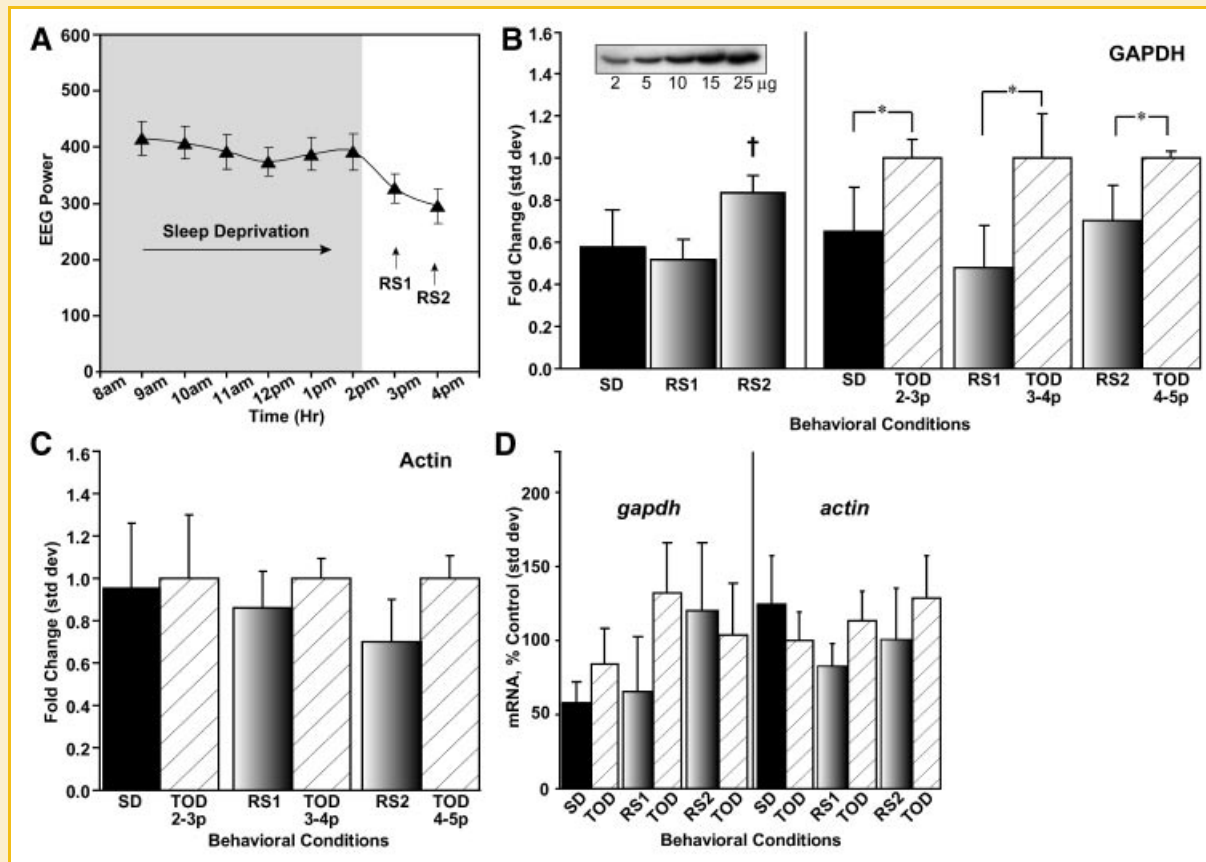 A
600
500
400
300
200
100
0
EEG Power
Sleep Deprivation
RS1
RS2
8am 9am 10am 11am 12pm 1pm 2pm 3pm 4pm
Time (Hr)
B
GAPDH
1.6
1.4
1.2
1.0
0.8
0.6
0.4
0.2
0.0
Fold Change (std dev)
2 5 10 15 25 μg
†
* * *
SD RS1 RS2 SD TOD 2-3p RS1 TOD 3-4p RS2 TOD 4-5p
Behavioral Conditions
C
Actin
1.6
1.4
1.2
1.0
0.8
0.6
0.4
0.2
0.0
Fold Change (std dev)
SD TOD 2-3p RS1 TOD 3-4p RS2 TOD 4-5p
Behavioral Conditions
D
gapdh actin
200
150
100
50
0
mRNA, % Control (std dev)
SD TOD RS1 TOD RS2 TOD SD TOD RS1 TOD RS2 TOD
Behavioral Conditions